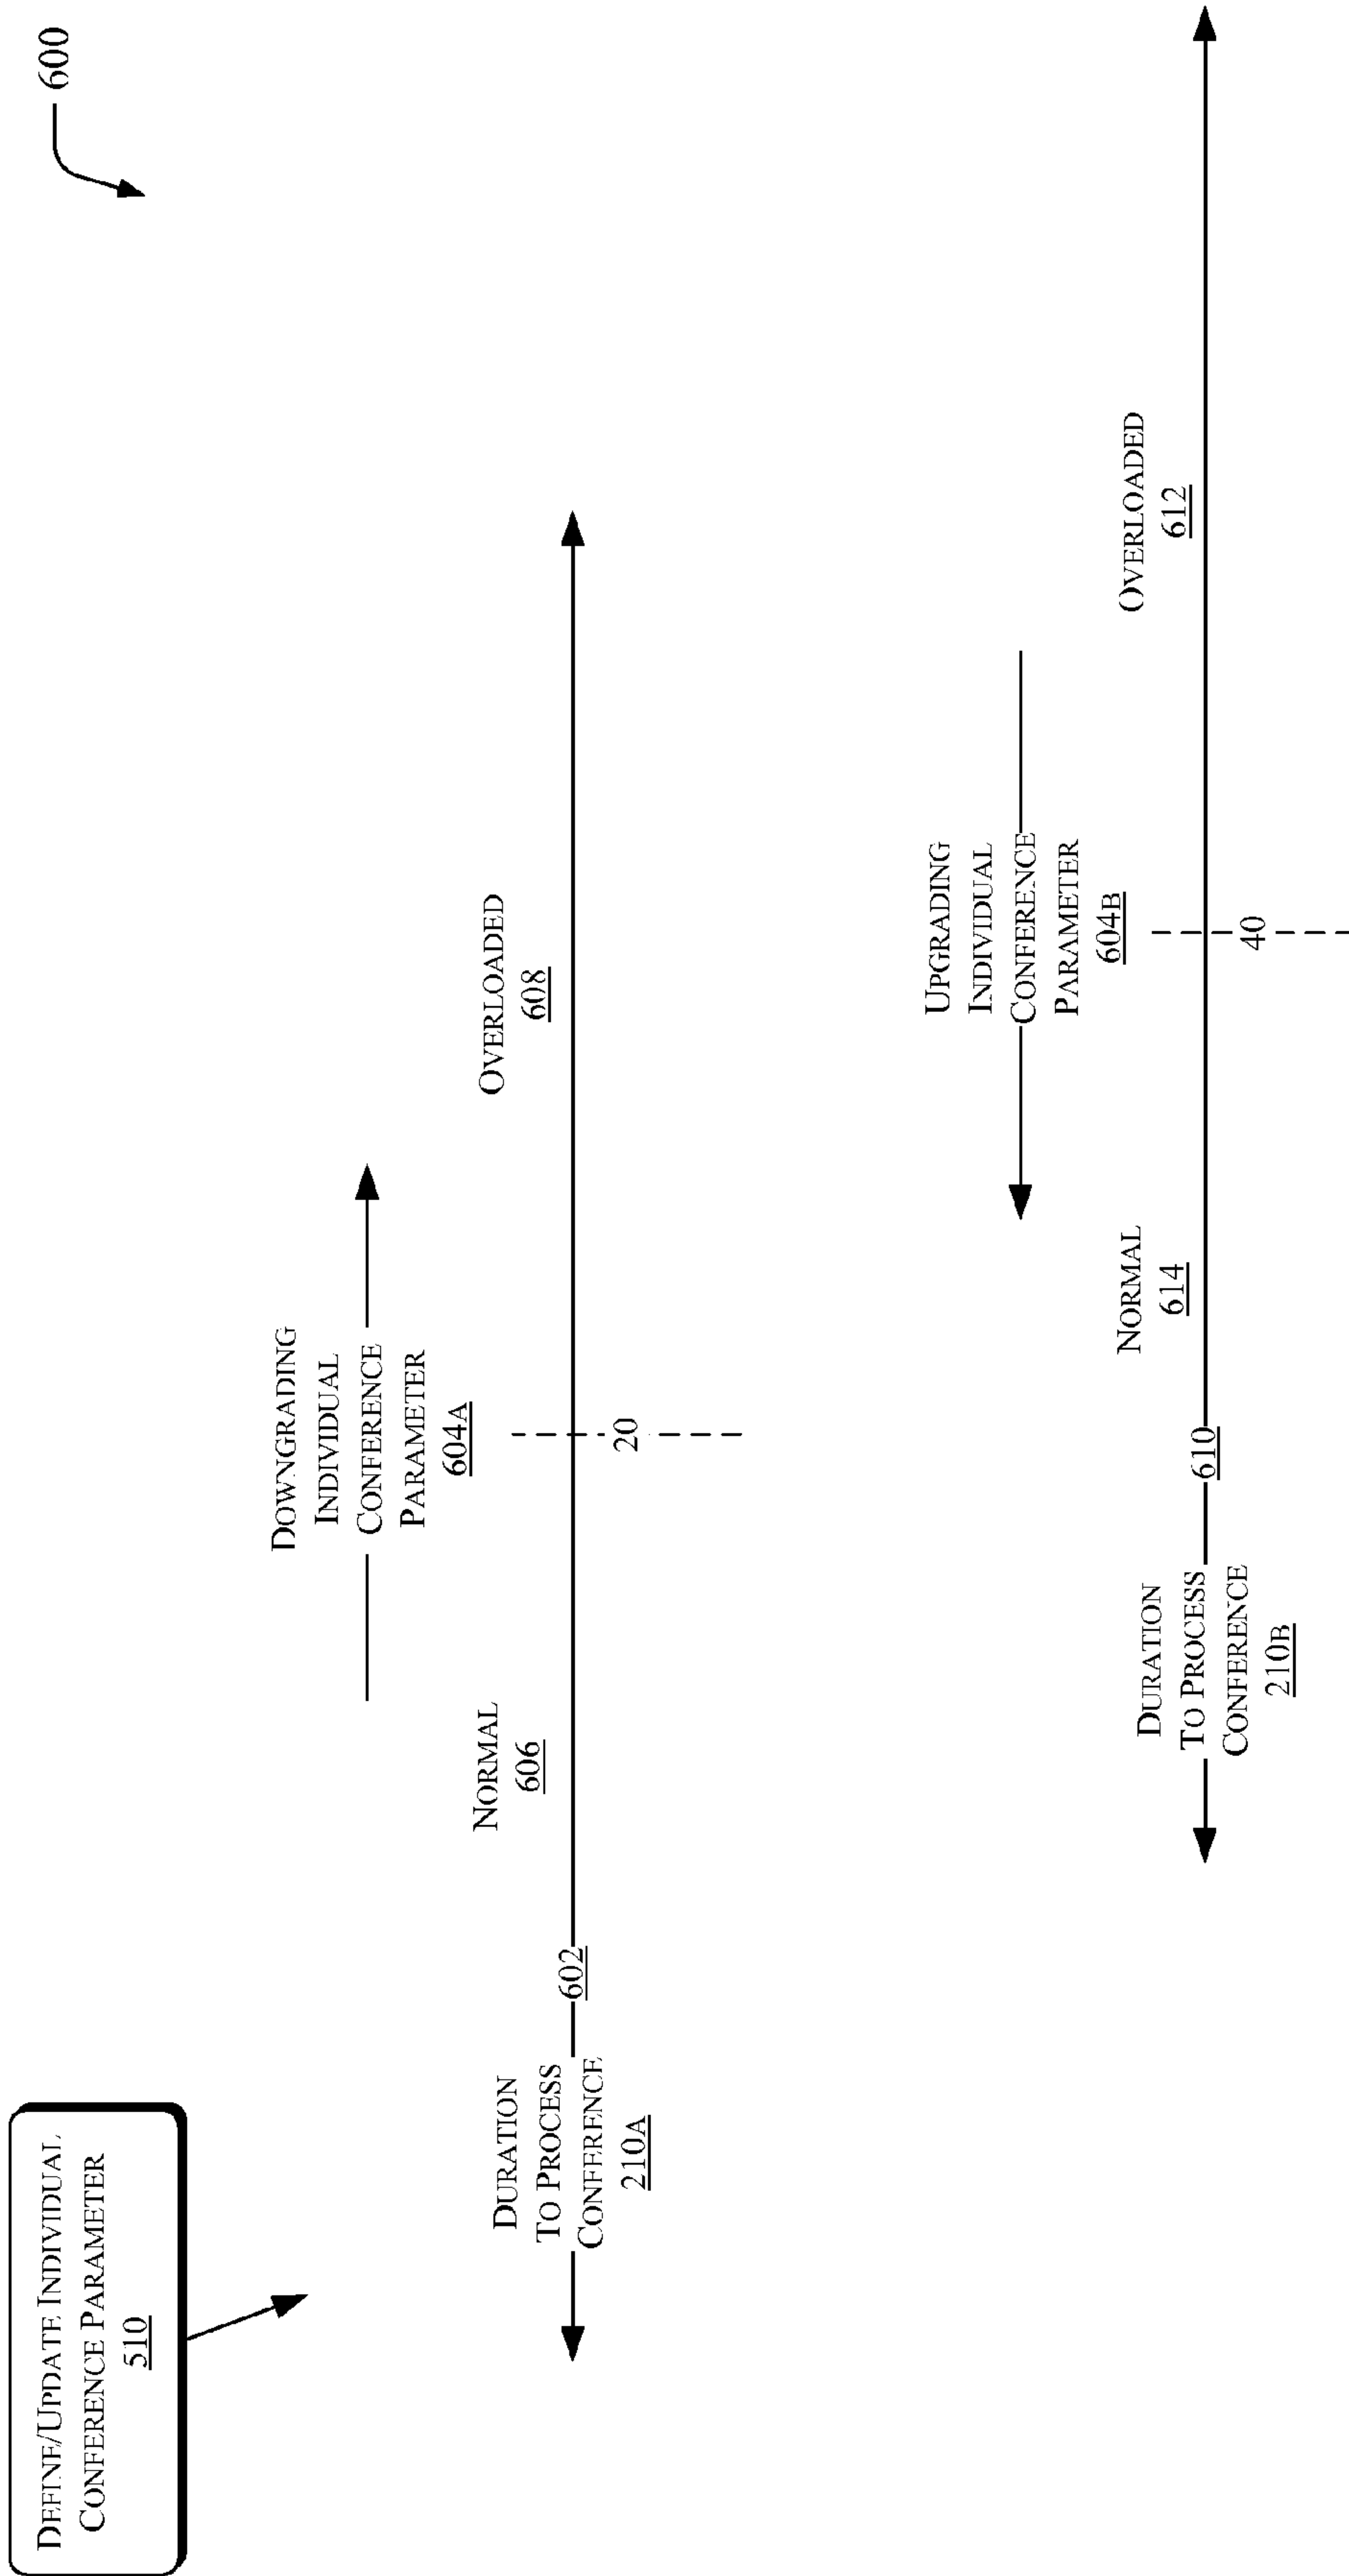 600
DEFINE/UPDATE INDIVIDUAL
CONFERENCE PARAMETER
510
DOWNGRADING
INDIVIDUAL
CONFERENCE
PARAMETER
604A
NORMAL
606
OVERLOADED
608
DURATION
TO PROCESS
CONFERENCE
210A
602
20
UPGRADING
INDIVIDUAL
CONFERENCE
PARAMETER
604B
NORMAL
614
OVERLOADED
612
DURATION
TO PROCESS
CONFERENCE
210B
610
40